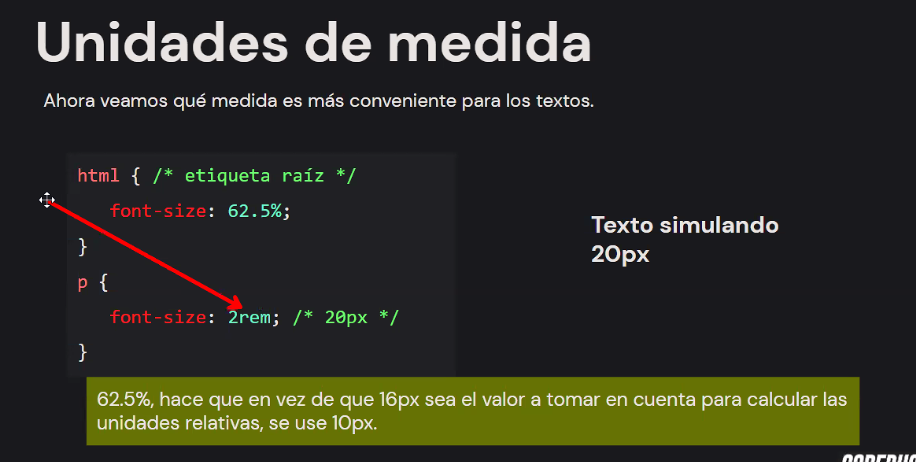 Unidades de medida
Ahora veamos qué medida es más conveniente para los textos.
html { /* etiqueta raíz */
font-size: 62.5%;
}
p {
font-size: 2rem; /* 20px */
}
Texto simulando
20px
62.5%, hace que en vez de que 16px sea el valor a tomar en cuenta para calcular las
unidades relativas, se use 10px.